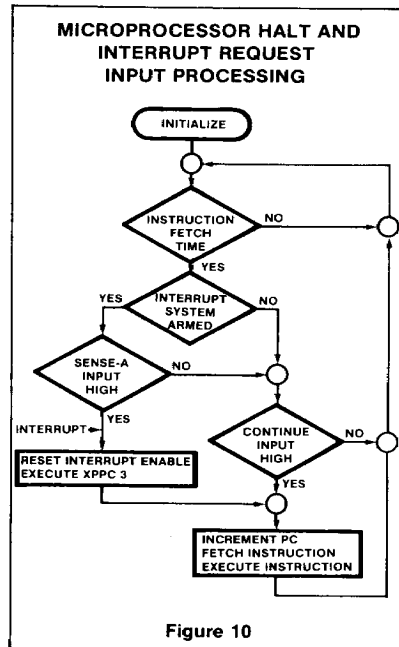 MICROPROCESSOR HALT AND
INTERRUPT REQUEST
INPUT PROCESSING
INITIALIZE
INSTRUCTION
FETCH
TIME
NO
YES
YES
INTERRUPT
SYSTEM
ARMED
NO
SENSE-A
INPUT
HIGH
NO
YES
INTERRUPT
CONTINUE
INPUT
HIGH
NO
YES
RESET INTERRUPT ENABLE
EXECUTE XPPC 3
INCREMENT PC
FETCH INSTRUCTION
EXECUTE INSTRUCTION
Figure 10